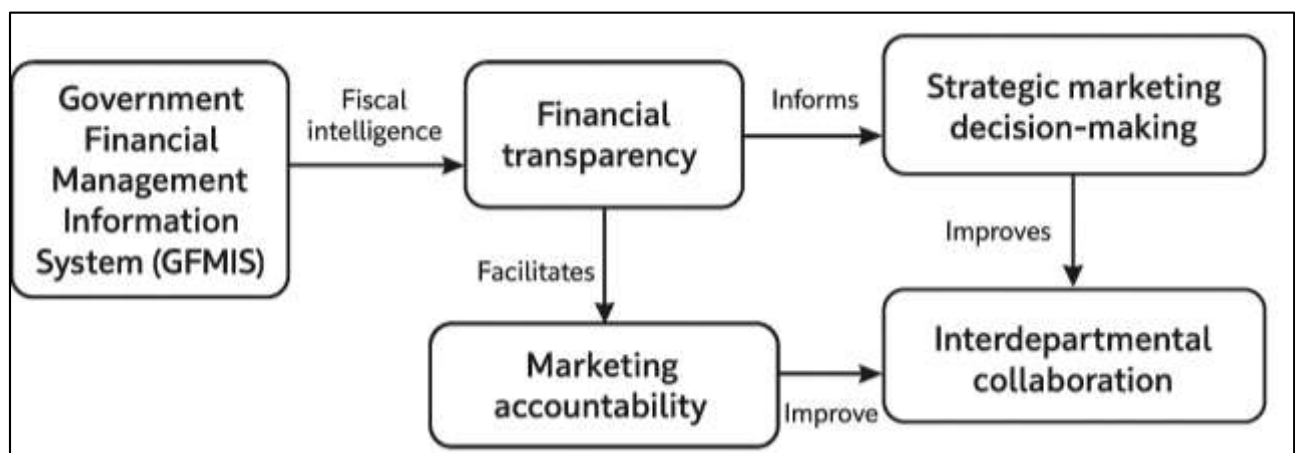 Government
Financial
Management
Information
System (GFMIS)
Fiscal
intelligence
Financial
transparency
Informs
Strategic marketing
decision-making
Improves
Facilitates
Marketing
accountability
Improve
Interdepartmental
collaboration